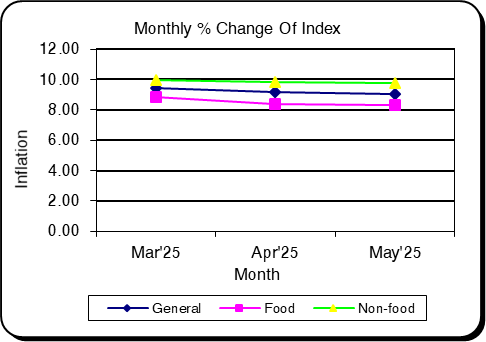 Monthly % Change Of Index
12.00
10.00
8.00
6.00
4.00
2.00
0.00
Inflation
Mar'25 Apr'25 May'25
Month
General Food Non-food